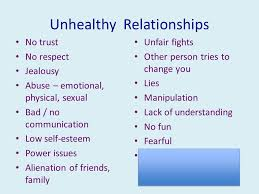 Unhealthy Relationships
• No trust
• No respect
• Jealousy
• Abuse – emotional,
physical, sexual
• Bad / no
communication
• Low self-esteem
• Power issues
• Alienation of friends,
family
• Unfair fights
• Other person tries to
change you
• Lies
• Manipulation
• Lack of understanding
• No fun
• Fearful
•